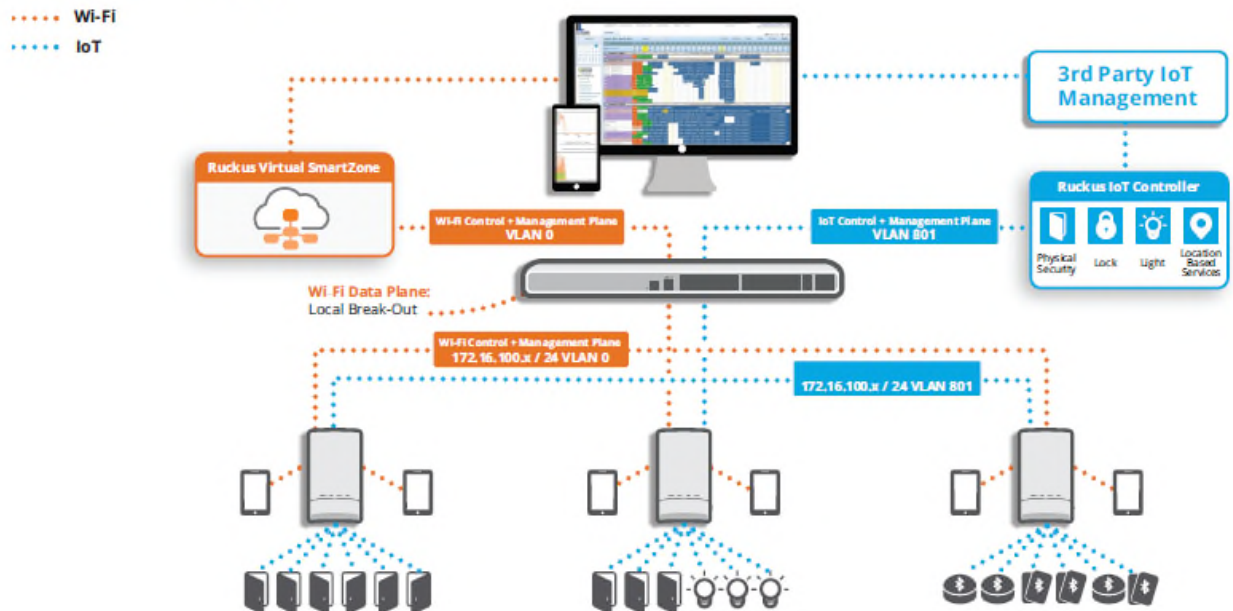 Wi-Fi
IoT
3rd Party IoT
Management
Ruckus Virtual SmartZone
Ruckus IoT Controller
Wi-Fi Control + Management Plane
VLAN 0
IoT Control + Management Plane
VLAN 801
Physical
Security
Lock
Light
Location
Based
Services
Wi-Fi Data Plane:
Local Break-Out
Wi-Fi Control + Management Plane
172.16.100.x / 24 VLAN 0
172.16.100.x / 24 VLAN 801